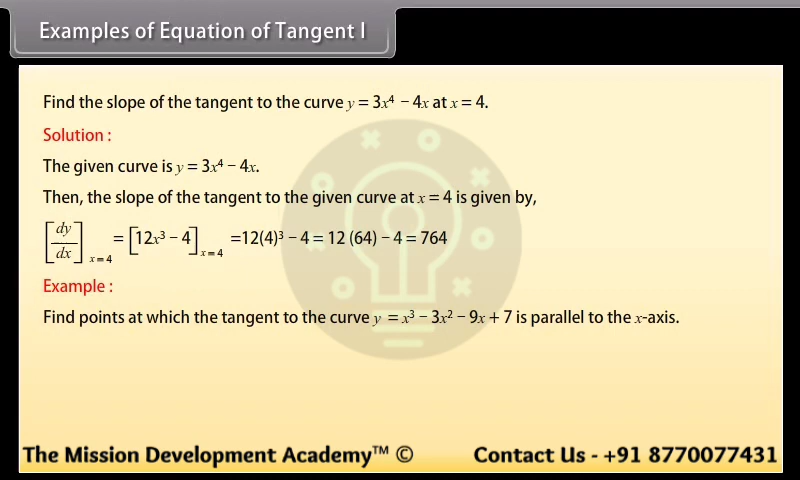 Examples of Equation of Tangent I
Find the slope of the tangent to the curve y = 3x⁴ − 4x at x = 4.
Solution :
The given curve is y = 3x⁴ − 4x.
Then, the slope of the tangent to the given curve at x = 4 is given by,
[dy/dx]ₓ₌₄ = [12x³ − 4]ₓ₌₄ =12(4)³ − 4 = 12 (64) − 4 = 764
Example :
Find points at which the tangent to the curve y = x³ − 3x² − 9x + 7 is parallel to the x-axis.
The Mission Development Academy™ © Contact Us - +91 8770077431